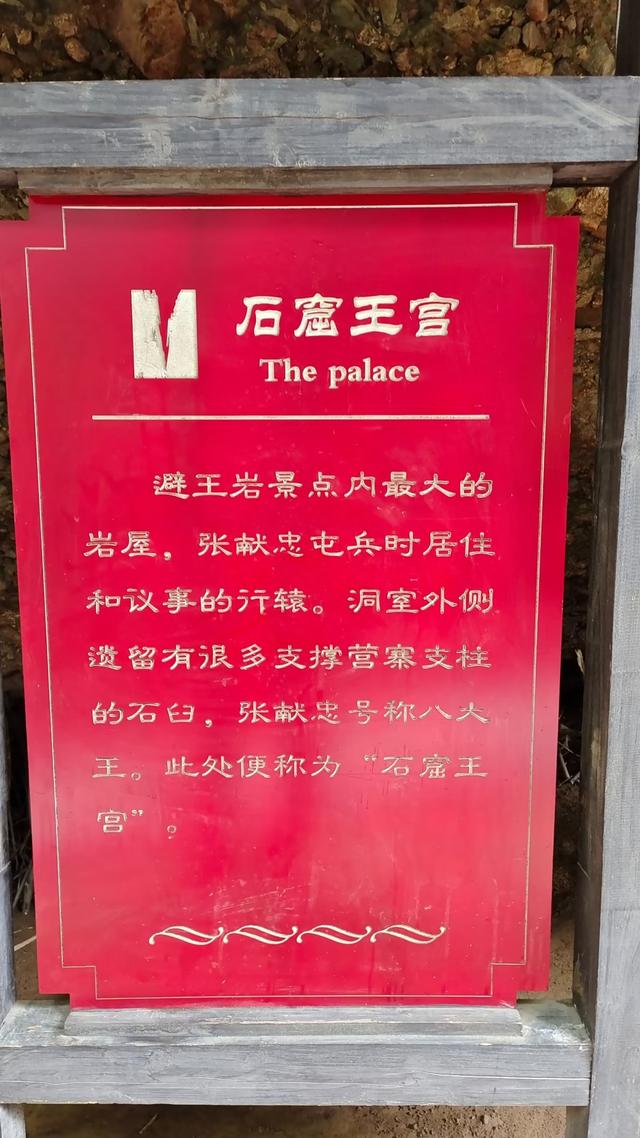 石窟王宫
The palace
避王岩景点内最大的
岩屋，张献忠屯兵时居住
和议事的行辕。洞室外侧
遗留有很多支撑营寨支柱
的石臼，张献忠号称八大
王。此处便称为“石窟王
宫”。